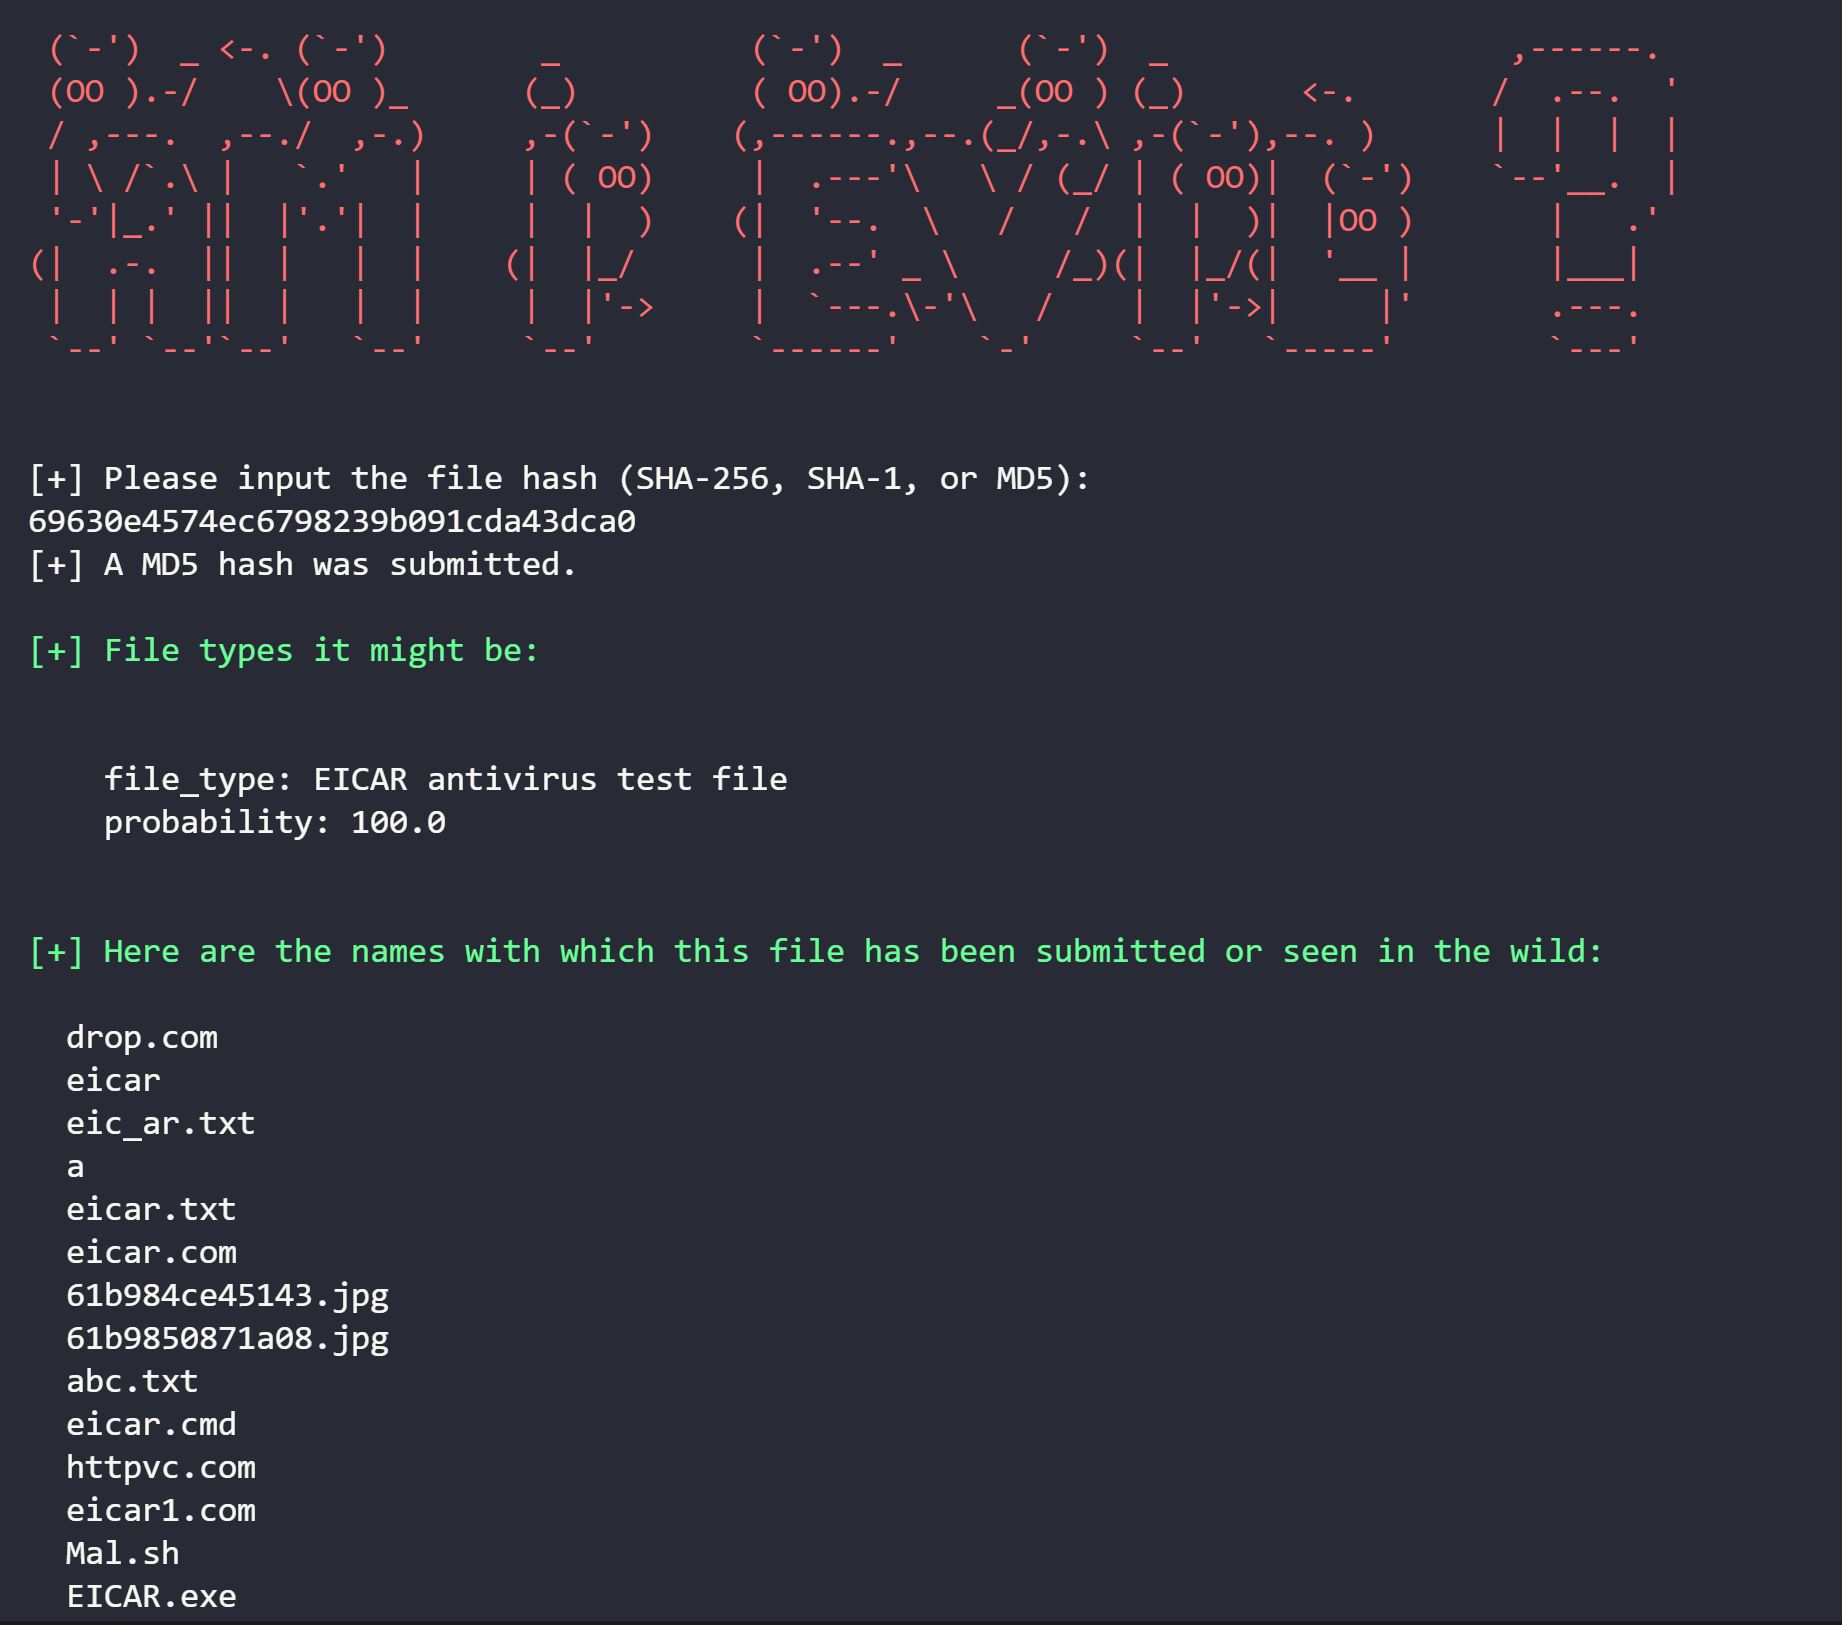 AM I EVIL ?
[+] Please input the file hash (SHA-256, SHA-1, or MD5):
69630e4574ec6798239b091cda43dca0
[+] A MD5 hash was submitted.
[+] File types it might be:
file_type: EICAR antivirus test file
probability: 100.0
[+] Here are the names with which this file has been submitted or seen in the wild:
drop.com
eicar
eic_ar.txt
a
eicar.txt
eicar.com
61b984ce45143.jpg
61b9850871a08.jpg
abc.txt
eicar.cmd
httpvc.com
eicar1.com
Mal.sh
EICAR.exe